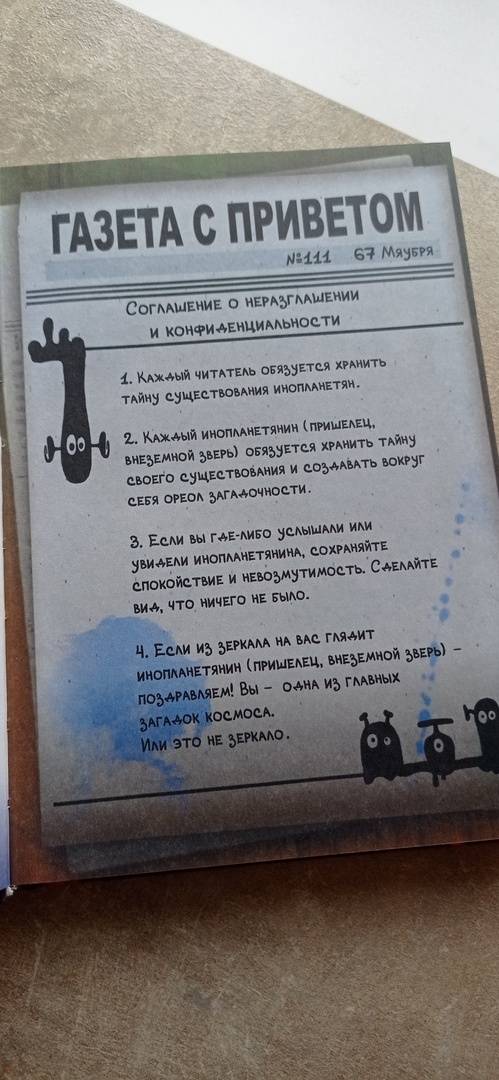 ГАЗЕТА С ПРИВЕТОМ
№111 67 Мяубря
Соглашение о неразглашении
и конфиденциальности
1. Каждый читатель обязуется хранить
тайну существования инопланетян.
2. Каждый инопланетянин (пришелец,
внеземной зверь) обязуется хранить тайну
своего существования и создавать вокруг
себя ореол загадочности.
3. Если вы где-либо услышали или
увидели инопланетянина, сохраняйте
спокойствие и невозмутимость. Сделайте
вид, что ничего не было.
4. Если из зеркала на вас глядит
инопланетянин (пришелец, внеземной зверь) –
поздравляем! Вы – одна из главных
загадок космоса.
Или это не зеркало.